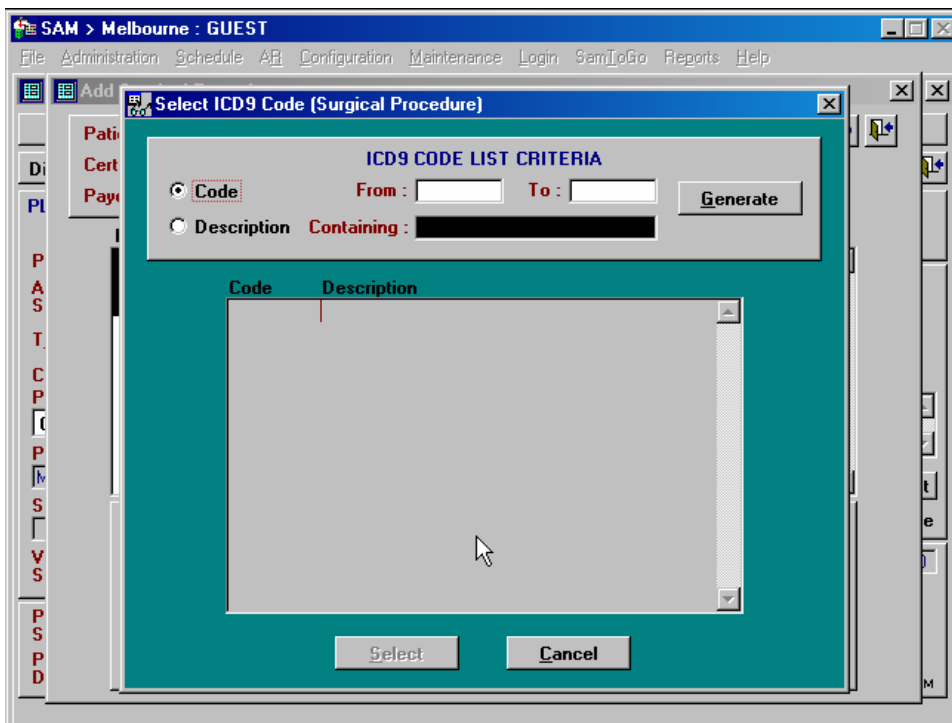 SAM > Melbourne : GUEST
File Administration Schedule AR Configuration Maintenance Login SamToGo Reports Help
Add
Select ICD9 Code (Surgical Procedure)
Pati
Cert
Di
Pay
PL
ICD9 CODE LIST CRITERIA
Code From : To :
Generate
Description Containing :
Code Description
P
A
S
T
C
P
P
M
S
V
S
P
S
P
D
t
e
M
Select Cancel